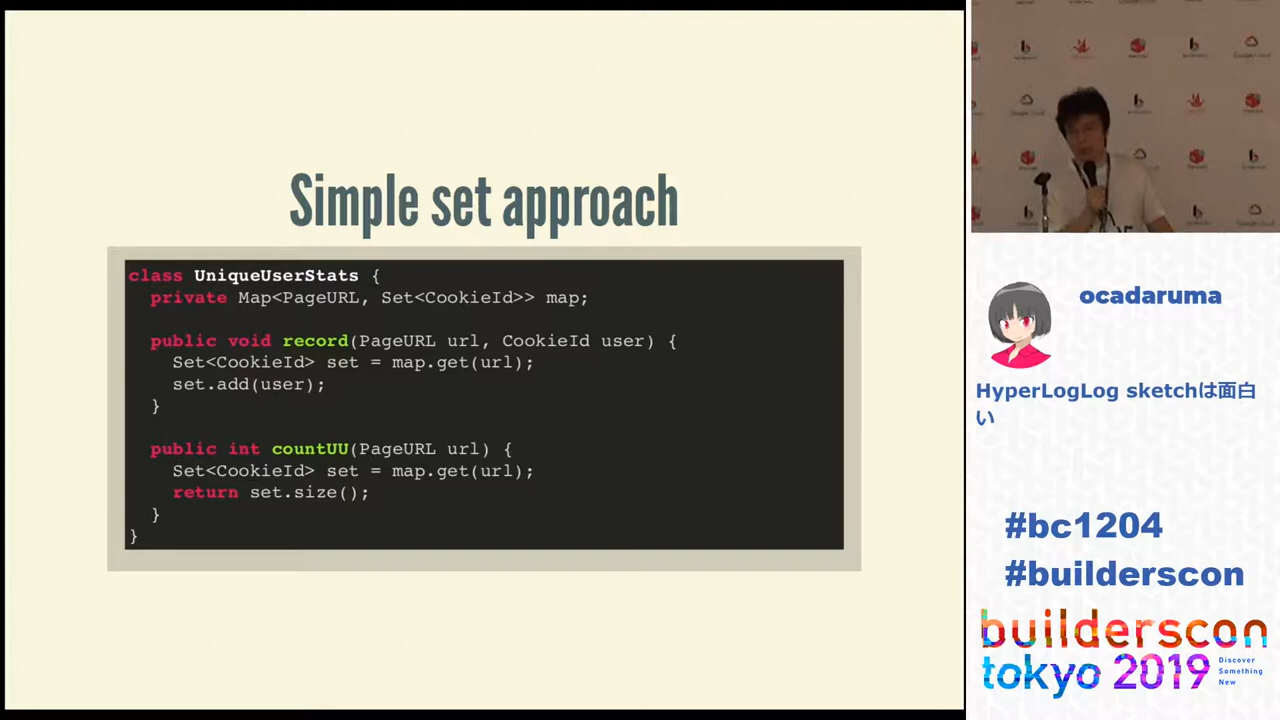 Simple set approach
class UniqueUserStats {
  private Map<PageURL, Set<CookieId>> map;
  public void record(PageURL url, CookieId user) {
    Set<CookieId> set = map.get(url);
    set.add(user);
  }
  public int countUU(PageURL url) {
    Set<CookieId> set = map.get(url);
    return set.size();
  }
}
ocadaruma
HyperLogLog sketchは面白
い
#bc1204
#builderscon
builderscon
tokyo 2019
Discover
Something
New